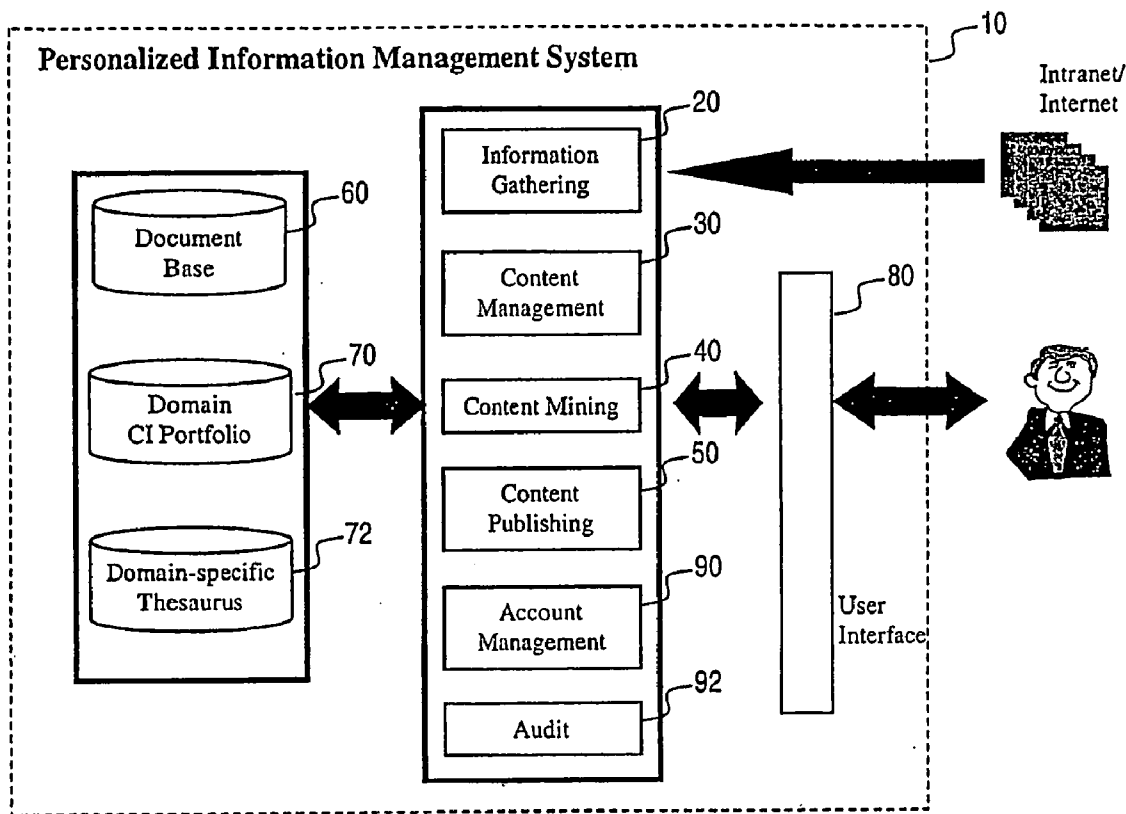 10
Personalized Information Management System
Intranet/
Internet
20
Information
Gathering
60
Document
Base
30
Content
Management
80
70
Domain
CI Portfolio
40
Content Mining
50
Content
Publishing
72
Domain-specific
Thesaurus
90
Account
Management
User
Interface
92
Audit